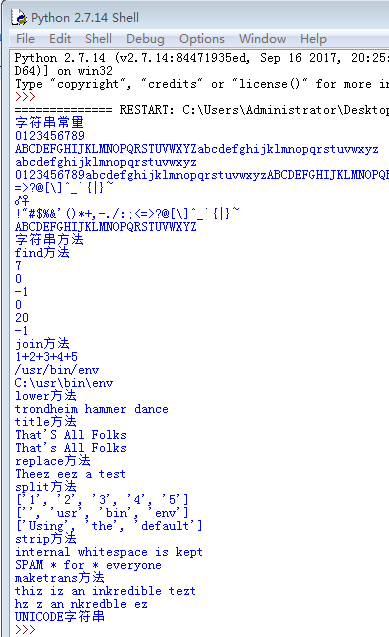 Python 2.7.14 Shell
File Edit Shell Debug Options Window Help
Python 2.7.14 (v2.7.14:84471935ed, Sep 16 2017, 20:25:
D64)] on win32
Type "copyright", "credits" or "license()" for more in
>>>
============== RESTART: C:\Users\Administrator\Desktop
字符串常量
0123456789
ABCDEFGHIJKLMNOPQRSTUVWXYZabcdefghijklmnopqrstuvwxyz
abcdefghijklmnopqrstuvwxyz
0123456789abcdefghijklmnopqrstuvwxyzABCDEFGHIJKLMNOPQR
=>?@[\]^_`{|}~
♂♀
!"#$%&'()*+,-./:;<=>?@[\]^_`{|}~
ABCDEFGHIJKLMNOPQRSTUVWXYZ
字符串方法
find方法
7
0
-1
0
20
-1
join方法
1+2+3+4+5
/usr/bin/env
C:\usr\bin\env
lower方法
trondheim hammer dance
title方法
That'S All Folks
That's All Folks
replace方法
Theez eez a test
split方法
['1', '2', '3', '4', '5']
['', 'usr', 'bin', 'env']
['Using', 'the', 'default']
strip方法
internal whitespace is kept
SPAM * for * everyone
maketrans方法
thiz iz an inkredible tezt
hz z an nkredble ez
UNICODE字符串
>>>